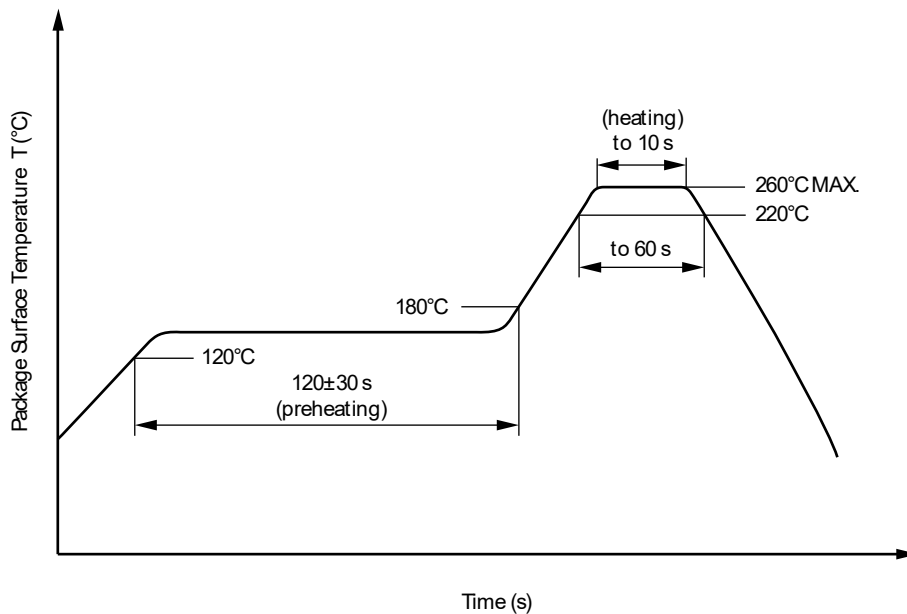 Package Surface Temperature T (°C)
(heating)
to 10 s
260°C MAX.
220°C
to 60 s
180°C
120°C
120±30 s
(preheating)
Time (s)